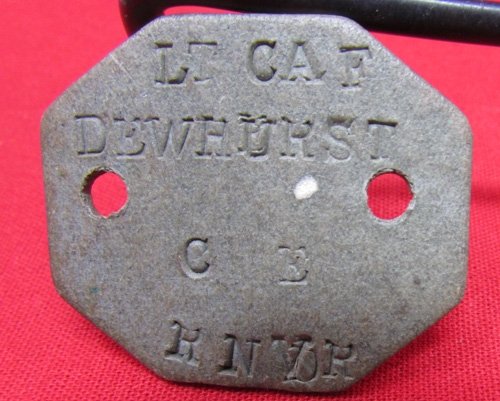 LT CAF
DEWHURST
C E
RNVR